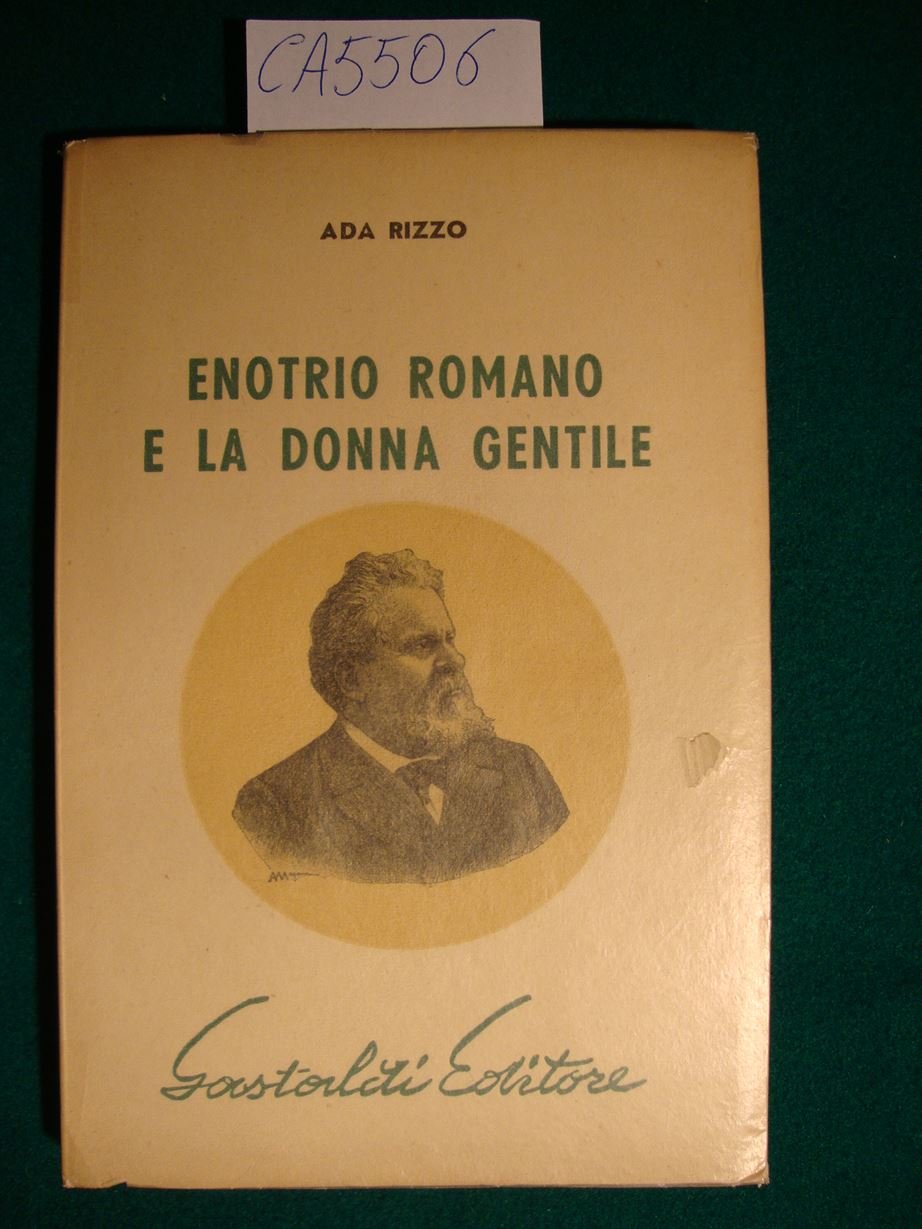 CA5506
ADA RIZZO
ENOTRIO ROMANO
E LA DONNA GENTILE
Gastaldi Editore